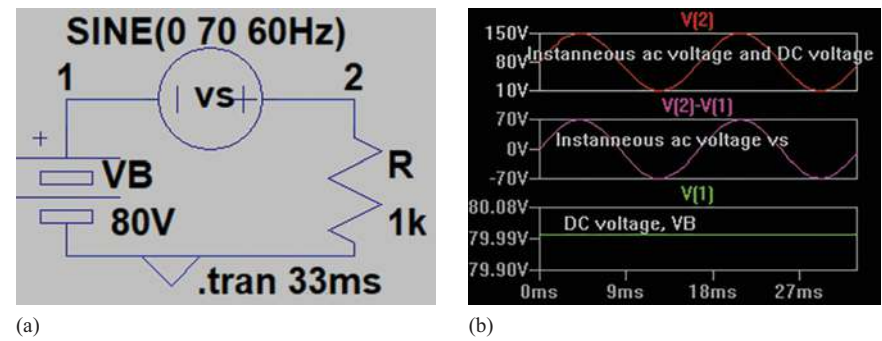 SINE(0 70 60Hz)
1
vs
2
+
VB
80V
R
1k
.tran 33ms
(a)
V(2)
150V
80V
10V
Instanneous ac voltage and DC voltage
V(2)-V(1)
70V
0V
-70V
Instanneous ac voltage vs
V(1)
80.08V
79.99V
79.90V
DC voltage, VB
0ms 9ms 18ms 27ms
(b)